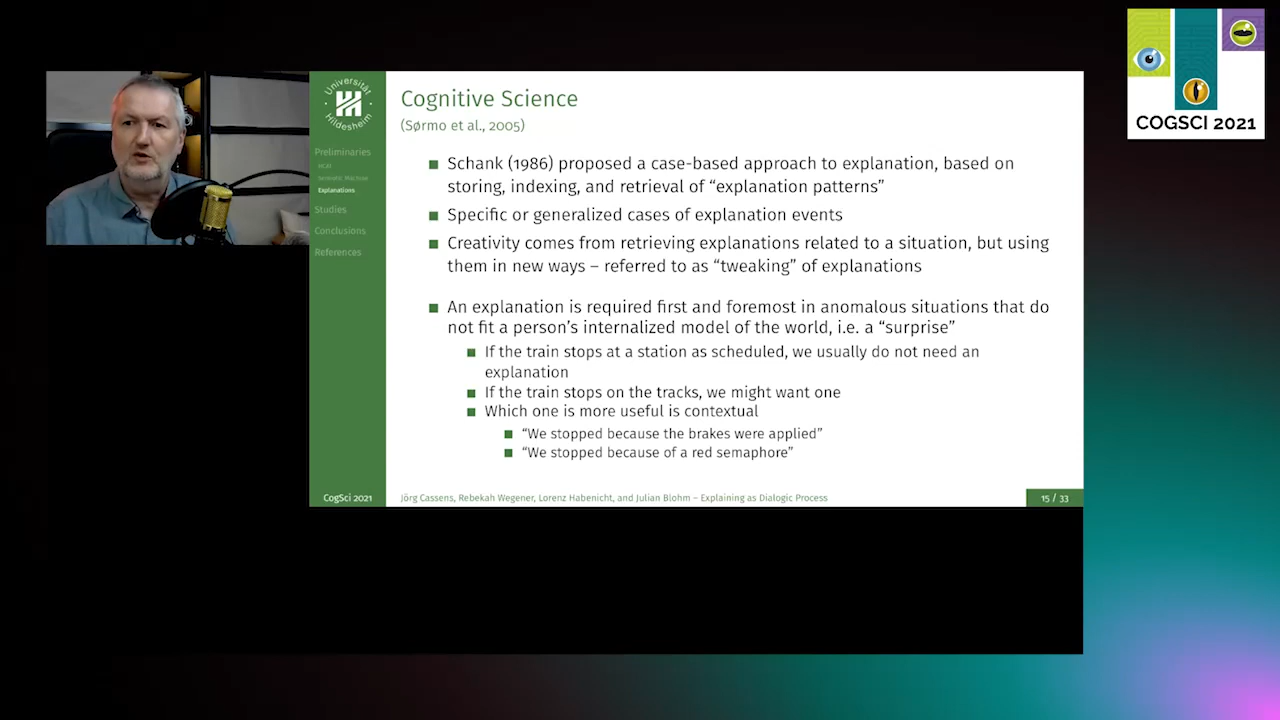 COGSCI 2021
Universität
Hildesheim
Preliminaries
Explanations
Studies
Conclusions
References
CogSci 2021
Cognitive Science
(Sørmo et al., 2005)
Schank (1986) proposed a case-based approach to explanation, based on
storing, indexing, and retrieval of “explanation patterns”
Specific or generalized cases of explanation events
Creativity comes from retrieving explanations related to a situation, but using
them in new ways – referred to as “tweaking” of explanations
An explanation is required first and foremost in anomalous situations that do
not fit a person’s internalized model of the world, i.e. a “surprise”
If the train stops at a station as scheduled, we usually do not need an
explanation
If the train stops on the tracks, we might want one
Which one is more useful is contextual
“We stopped because the brakes were applied”
“We stopped because of a red semaphore”
Jörg Cassens, Rebekah Wegener, Lorenz Habenicht, and Julian Blohm – Explaining as Dialogic Process
15 / 33